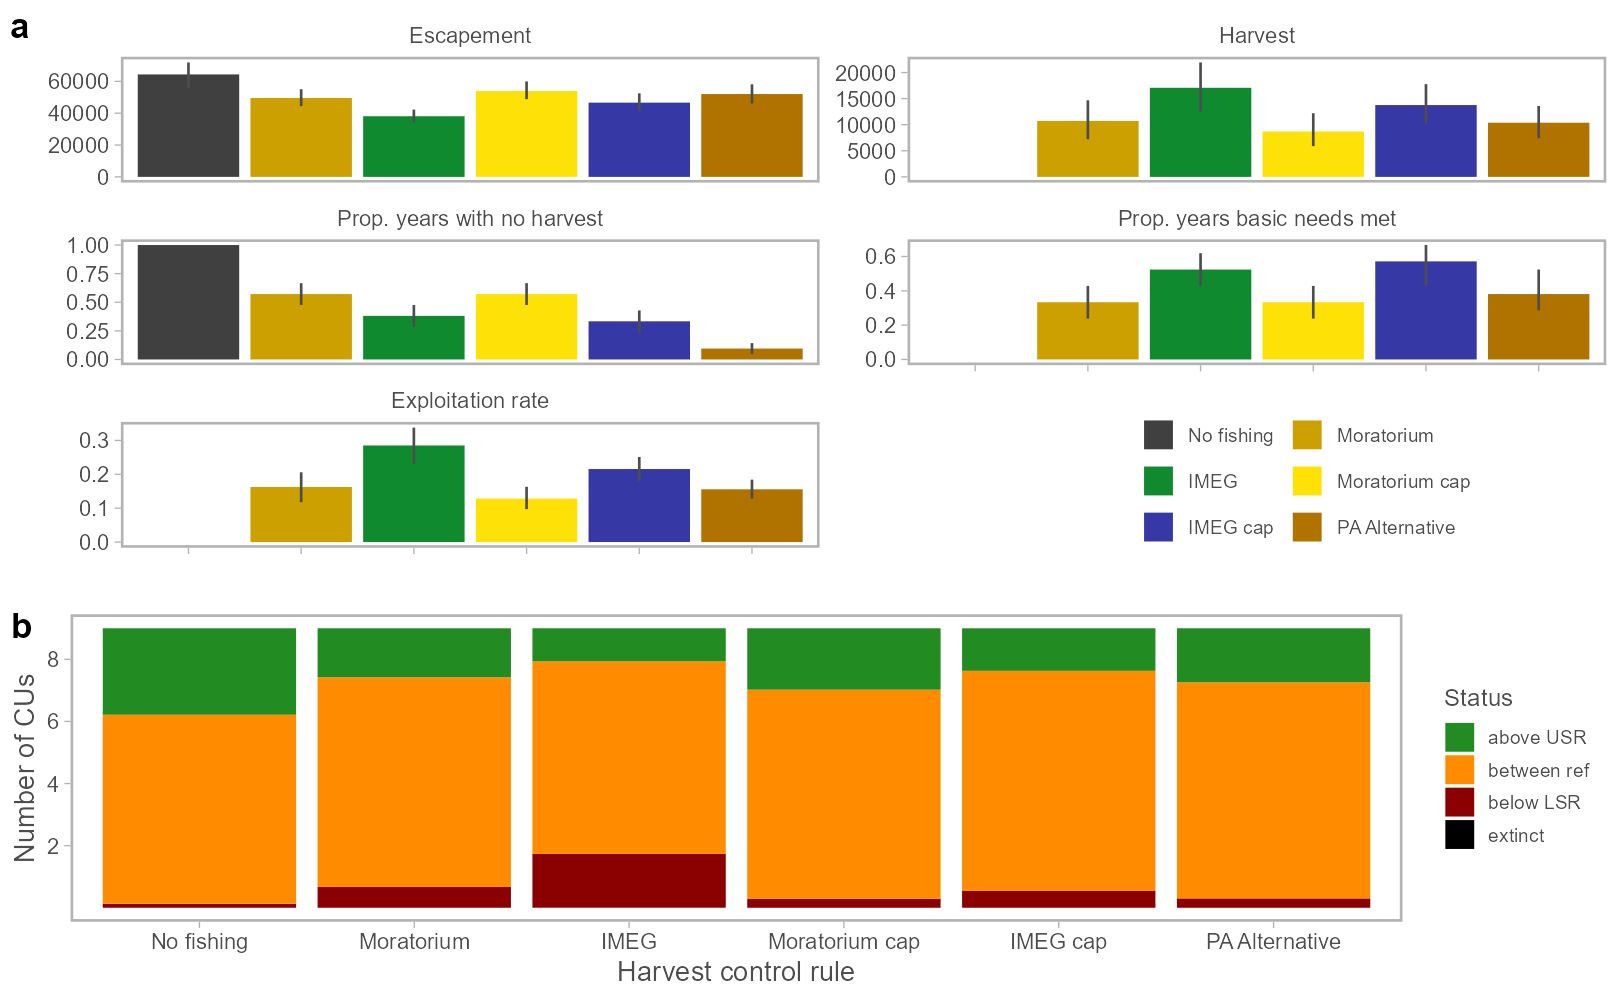 a
Escapement
60000
40000
20000
0
Harvest
20000
15000
10000
5000
0
Prop. years with no harvest
1.00
0.75
0.50
0.25
0.00
Prop. years basic needs met
0.6
0.4
0.2
0.0
Exploitation rate
0.3
0.2
0.1
0.0
No fishing
Moratorium
IMEG
Moratorium cap
IMEG cap
PA Alternative
b
Number of CUs
8
6
4
2
No fishing
Moratorium
IMEG
Moratorium cap
IMEG cap
PA Alternative
Harvest control rule
Status
above USR
between ref
below LSR
extinct